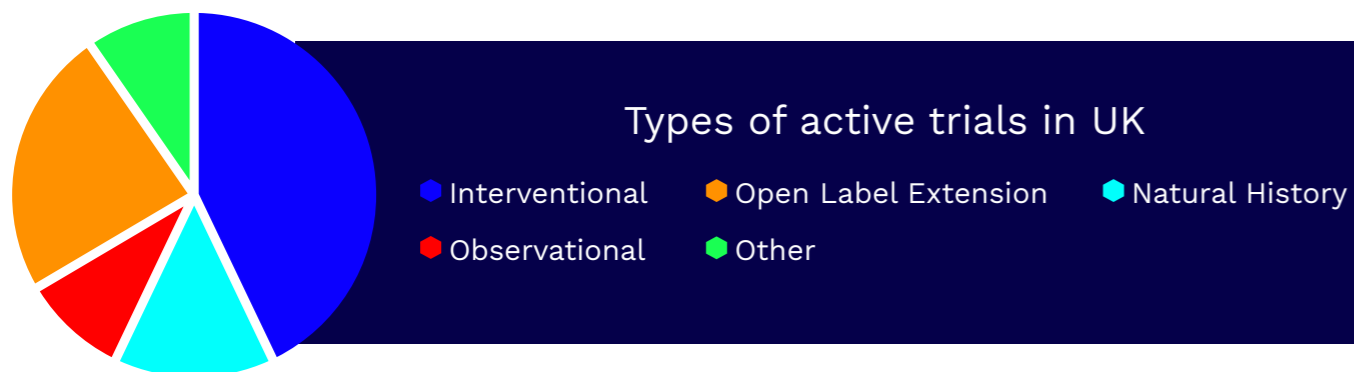 Types of active trials in UK
Interventional Open Label Extension Natural History
Observational Other